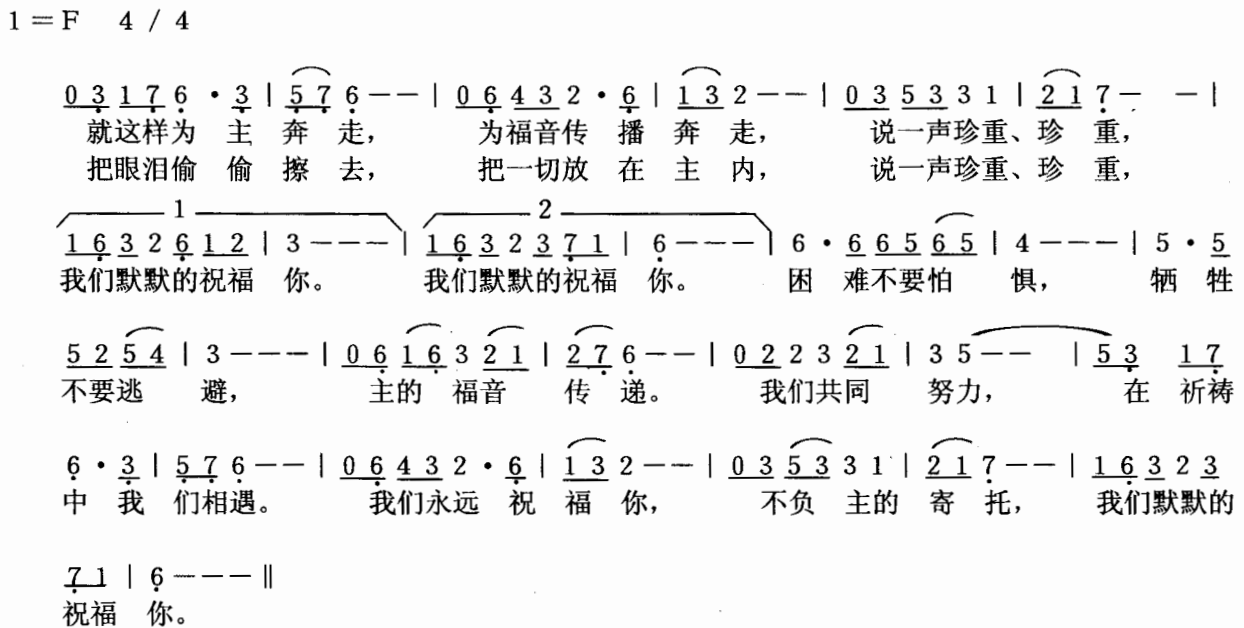 1＝F 4 / 4
0 3 1 7 6 · 3 | 5 7 6 — — | 0 6 4 3 2 · 6 | 1 3 2 — — | 0 3 5 3 3 1 | 2 1 7 — — |
就这样为 主 奔 走， 为福音传 播 奔 走， 说一声珍重、珍 重，
把眼泪偷 偷 擦 去， 把一切放 在 主 内， 说一声珍重、珍 重，
1 2
1 6 3 2 6 1 2 | 3 — — — | 1 6 3 2 3 7 1 | 6 — — — | 6 · 6 6 5 6 5 | 4 — — — | 5 · 5
我们默默的祝福 你。 我们默默的祝福 你。 困 难不要怕 惧， 牺 牲
5 2 5 4 | 3 — — — | 0 6 1 6 3 2 1 | 2 7 6 — — | 0 2 2 3 2 1 | 3 5 — — | 5 3 1 7
不要逃 避， 主的 福音 传 递。 我们共同 努力， 在 祈祷
6 · 3 | 5 7 6 — — | 0 6 4 3 2 · 6 | 1 3 2 — — | 0 3 5 3 3 1 | 2 1 7 — — | 1 6 3 2 3
中 我 们相遇。 我们永远 祝 福 你， 不负 主的 寄 托， 我们默默的
7 1 | 6 — — — ‖
祝福 你。